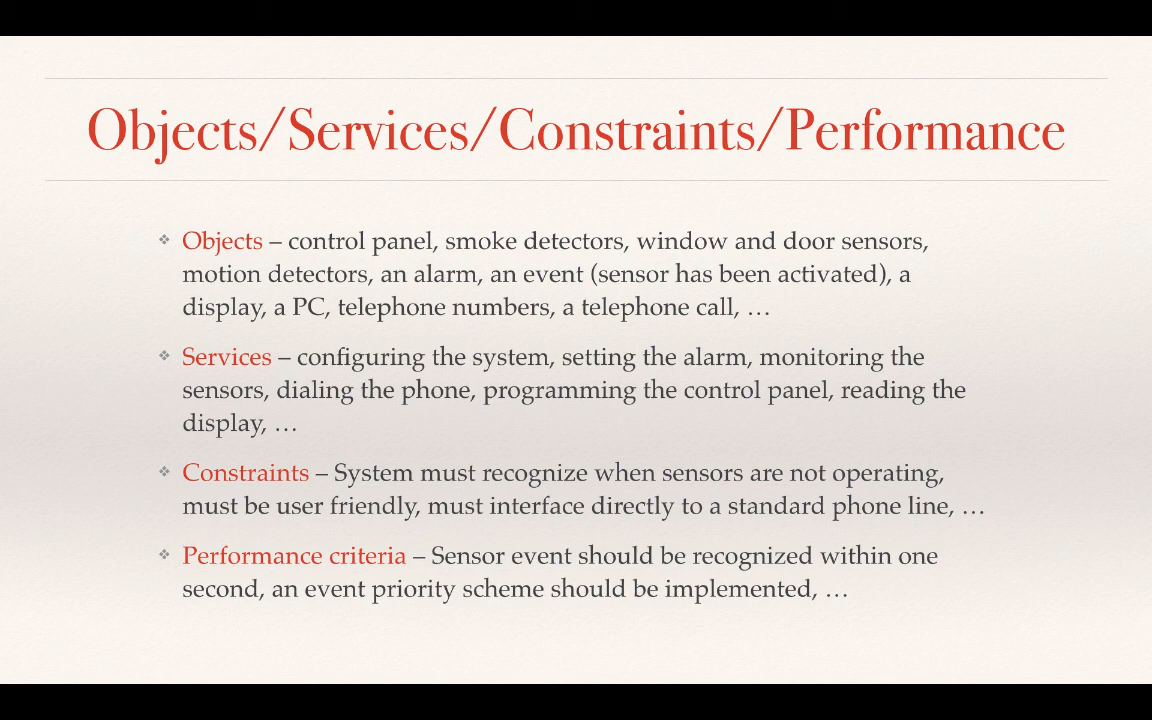 Objects/Services/Constraints/Performance
❖ Objects – control panel, smoke detectors, window and door sensors,
motion detectors, an alarm, an event (sensor has been activated), a
display, a PC, telephone numbers, a telephone call, …
❖ Services – configuring the system, setting the alarm, monitoring the
sensors, dialing the phone, programming the control panel, reading the
display, …
❖ Constraints – System must recognize when sensors are not operating,
must be user friendly, must interface directly to a standard phone line, …
❖ Performance criteria – Sensor event should be recognized within one
second, an event priority scheme should be implemented, …